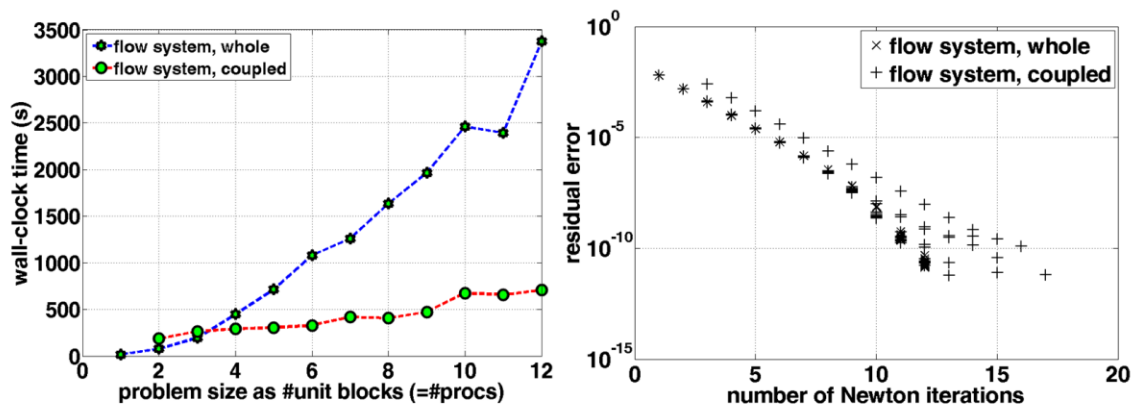 3500
3000
2500
2000
1500
1000
500
0
wall-clock time (s)
flow system, whole
flow system, coupled
0 2 4 6 8 10 12
problem size as #unit blocks (=#procs)
10^0
10^-5
10^-10
10^-15
residual error
flow system, whole
flow system, coupled
0 5 10 15 20
number of Newton iterations